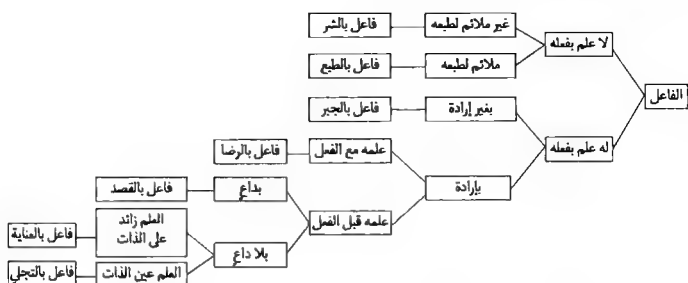 فاعل بالشر
غير ملائم لطبعه
لا علم بفعله
فاعل بالطبع
ملائم لطبعه
الفاعل
فاعل بالجبر
بغير إرادة
له علم بفعله
فاعل بالرضا
علمه مع الفعل
بإرادة
فاعل بالقصد
بداع
علمه قبل الفعل
العلم زائد
على الذات
فاعل بالعناية
بلا داع
العلم عين الذات
فاعل بالتجلي